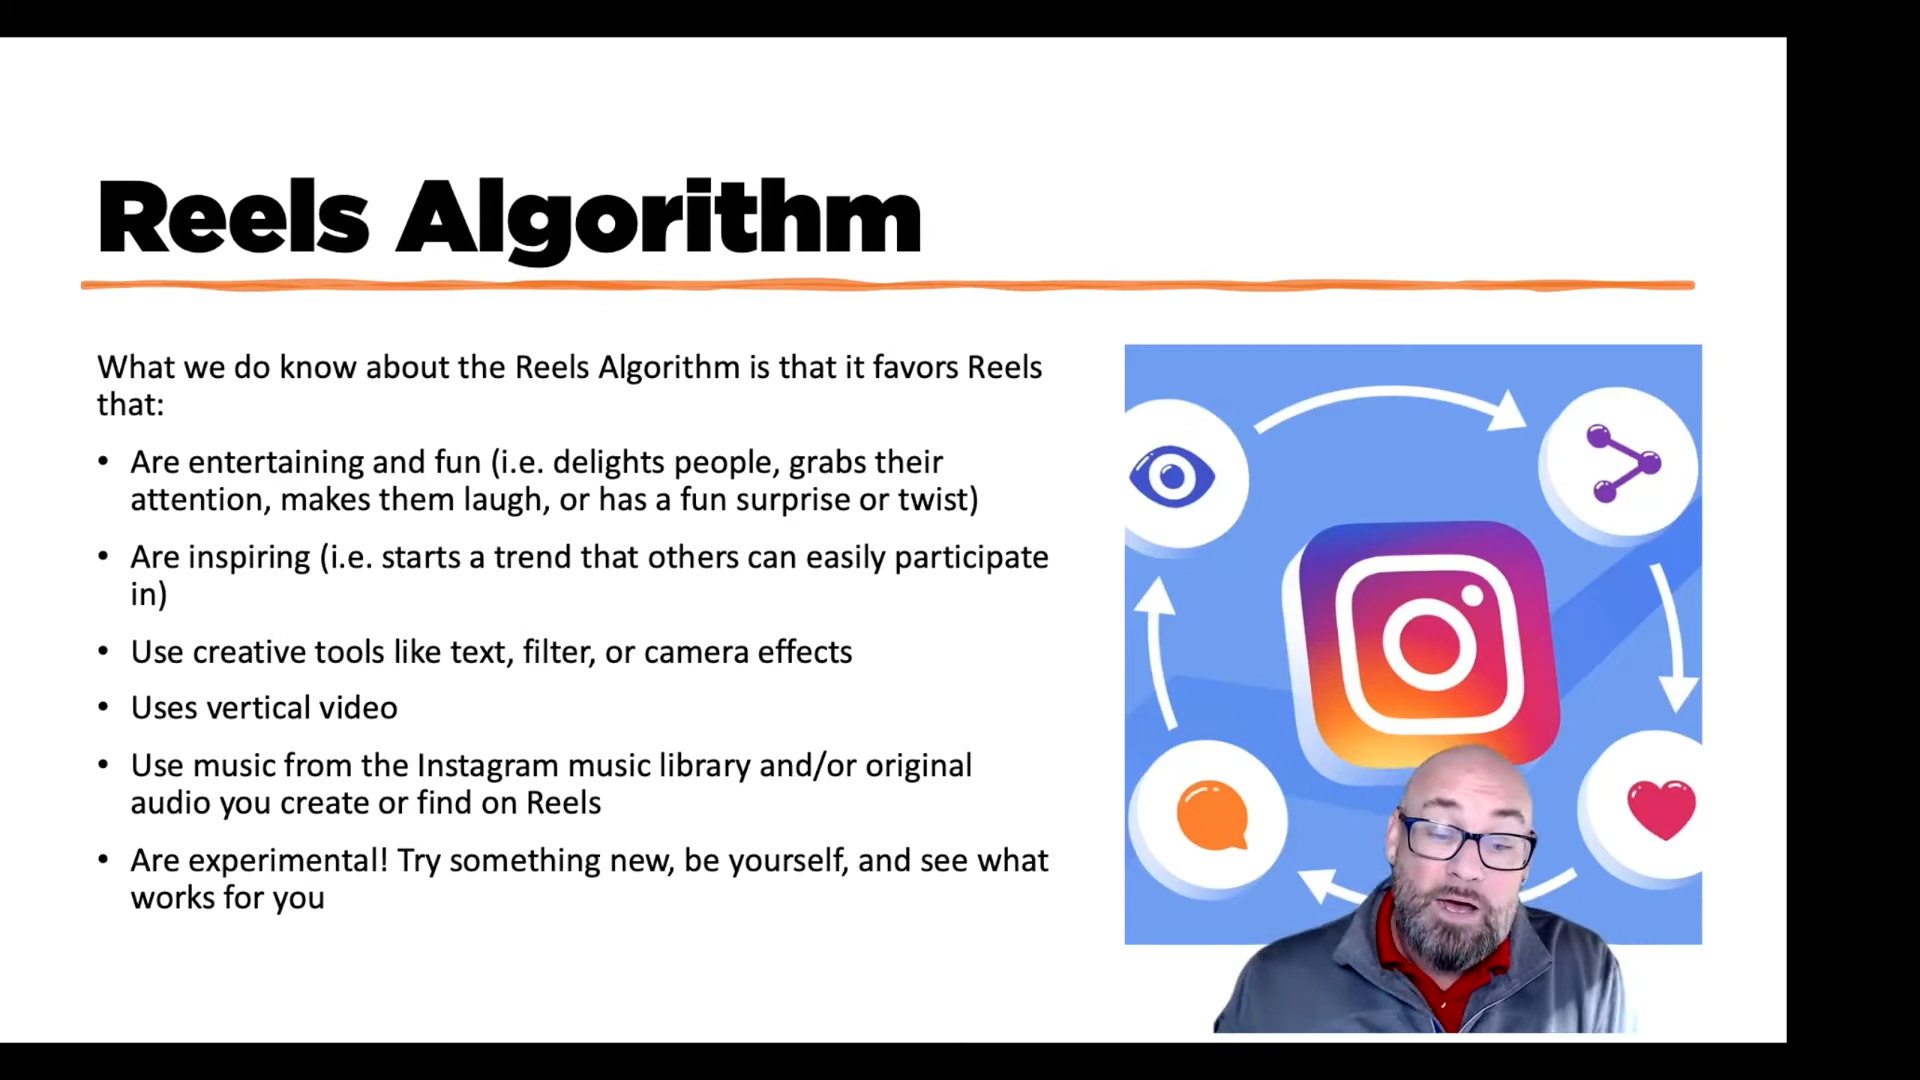 Reels Algorithm
What we do know about the Reels Algorithm is that it favors Reels
that:
• Are entertaining and fun (i.e. delights people, grabs their
attention, makes them laugh, or has a fun surprise or twist)
• Are inspiring (i.e. starts a trend that others can easily participate
in)
• Use creative tools like text, filter, or camera effects
• Uses vertical video
• Use music from the Instagram music library and/or original
audio you create or find on Reels
• Are experimental! Try something new, be yourself, and see what
works for you